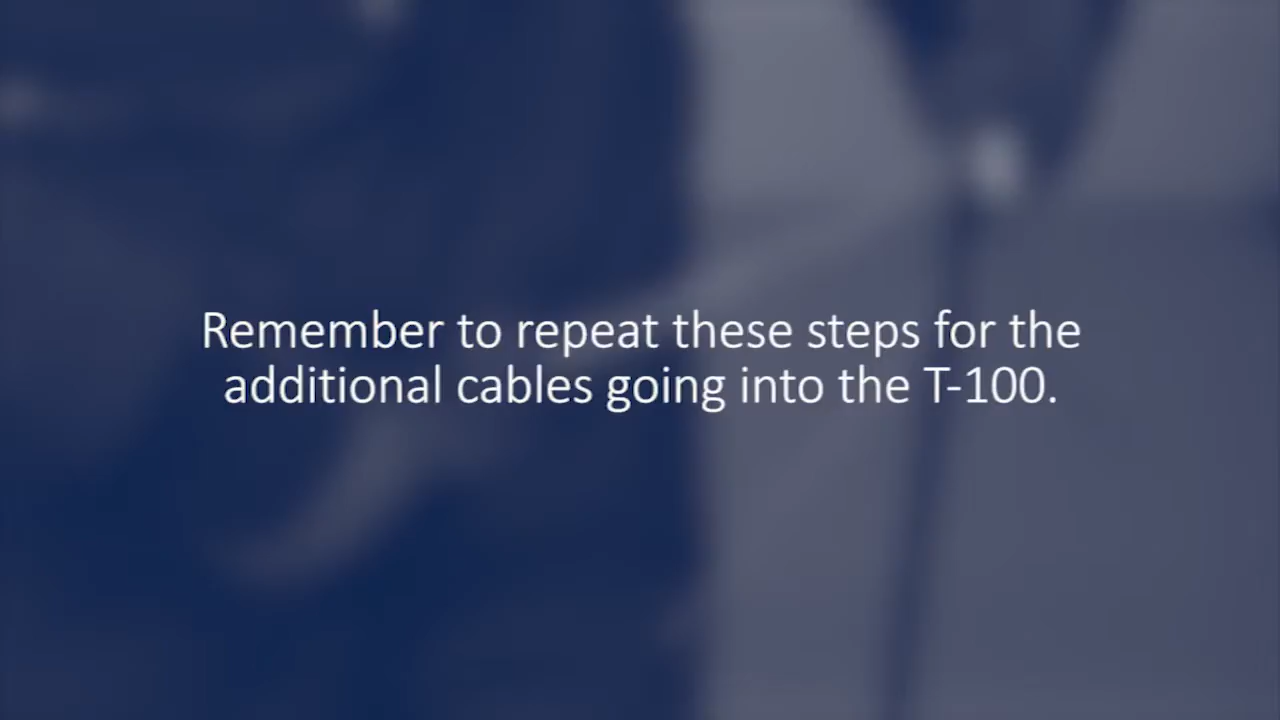 Remember to repeat these steps for the
additional cables going into the T-100.